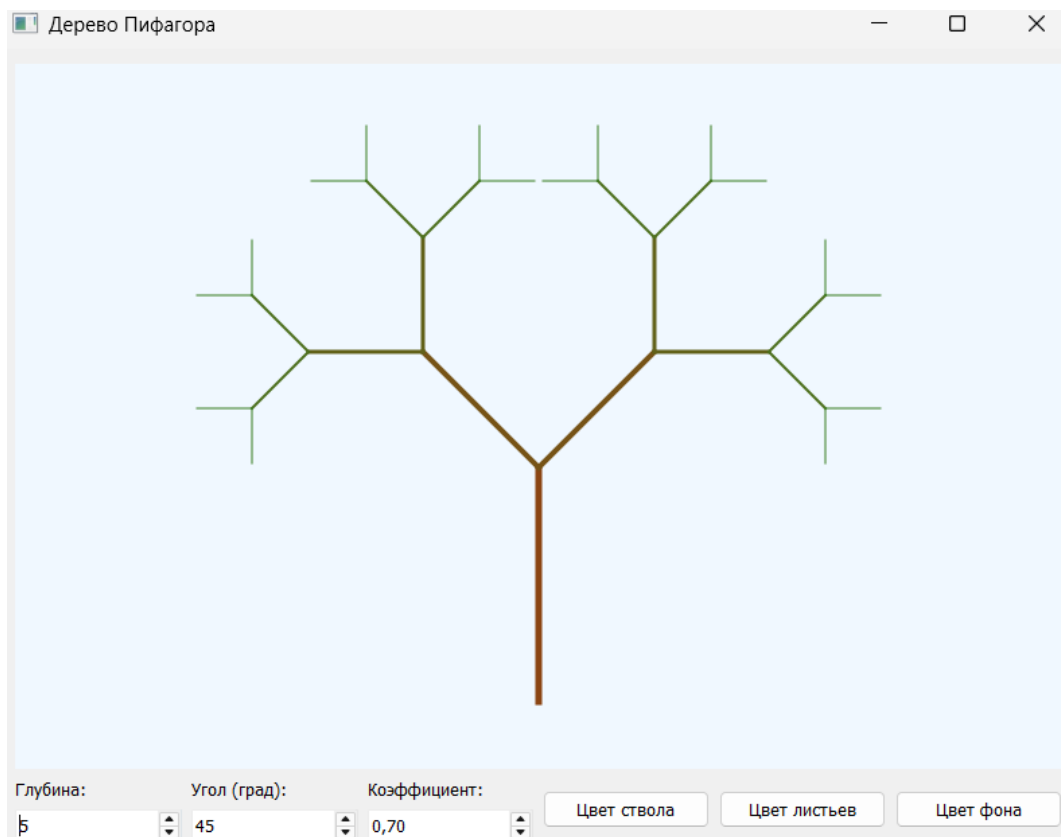 Дерево Пифагора
Глубина: Угол (град): Коэффициент:
5 45 0,70 Цвет ствола Цвет листьев Цвет фона